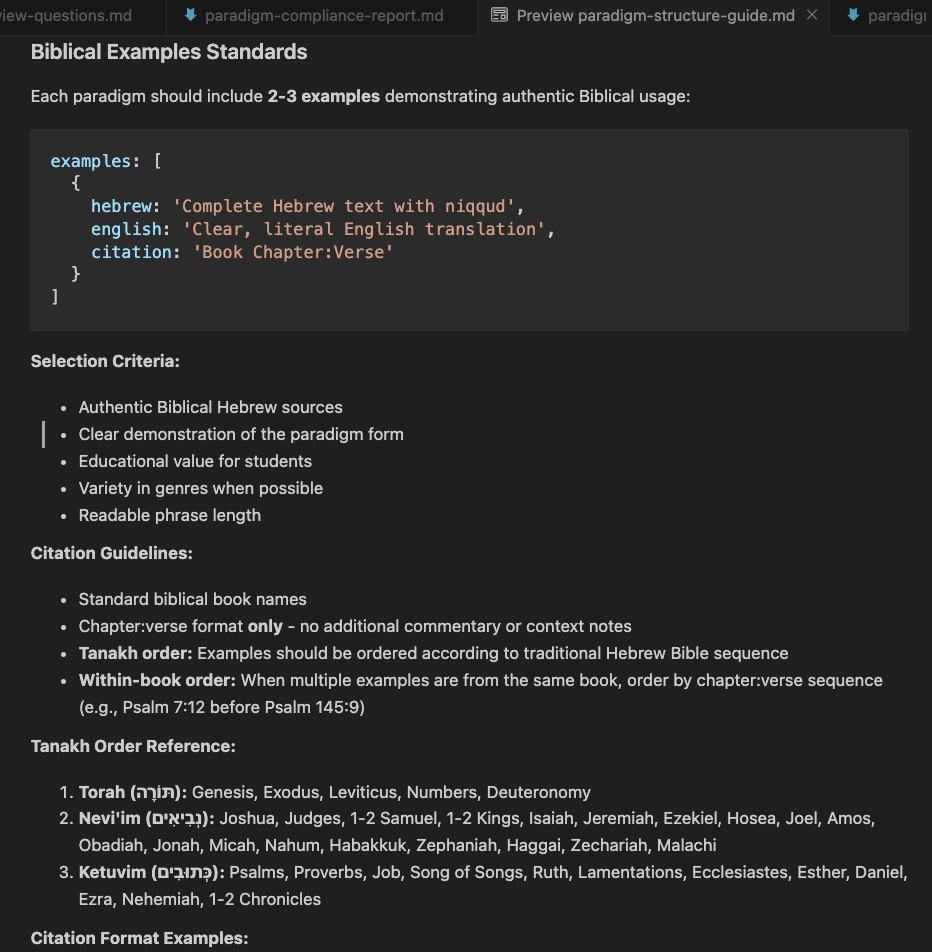 view-questions.md paradigm-compliance-report.md Preview paradigm-structure-guide.md paradig
Biblical Examples Standards
Each paradigm should include 2-3 examples demonstrating authentic Biblical usage:
examples: [
{
hebrew: 'Complete Hebrew text with niqqud',
english: 'Clear, literal English translation',
citation: 'Book Chapter:Verse'
}
]
Selection Criteria:
• Authentic Biblical Hebrew sources
• Clear demonstration of the paradigm form
• Educational value for students
• Variety in genres when possible
• Readable phrase length
Citation Guidelines:
• Standard biblical book names
• Chapter:verse format only - no additional commentary or context notes
• Tanakh order: Examples should be ordered according to traditional Hebrew Bible sequence
• Within-book order: When multiple examples are from the same book, order by chapter:verse sequence
(e.g., Psalm 7:12 before Psalm 145:9)
Tanakh Order Reference:
1. Torah (תּוֹרָה): Genesis, Exodus, Leviticus, Numbers, Deuteronomy
2. Nevi'im (נְבִיאִים): Joshua, Judges, 1-2 Samuel, 1-2 Kings, Isaiah, Jeremiah, Ezekiel, Hosea, Joel, Amos,
Obadiah, Jonah, Micah, Nahum, Habakkuk, Zephaniah, Haggai, Zechariah, Malachi
3. Ketuvim (כְּתוּבִים): Psalms, Proverbs, Job, Song of Songs, Ruth, Lamentations, Ecclesiastes, Esther, Daniel,
Ezra, Nehemiah, 1-2 Chronicles
Citation Format Examples: